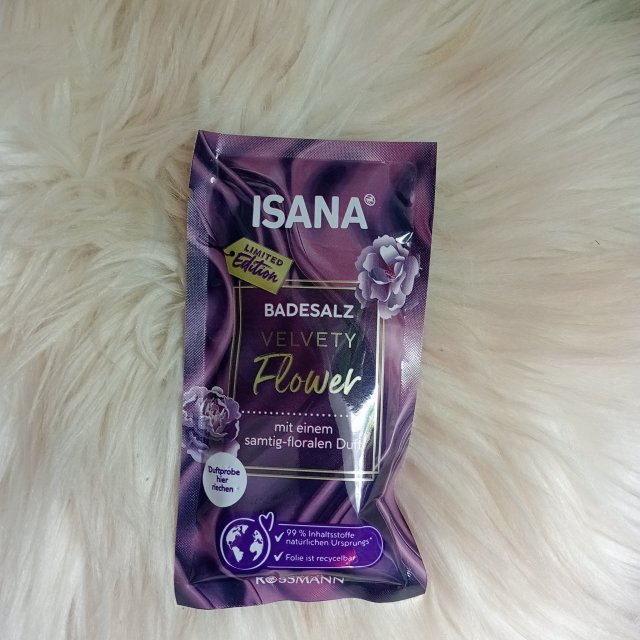 ISANA
LIMITED
Edition
BADESALZ
VELVETY
Flower
mit einem
samtig-floralen Duft
Duftprobe
hier
riechen
99 % Inhaltsstoffe
natürlichen Ursprungs*
Folie ist recycelbar
ROSSMANN